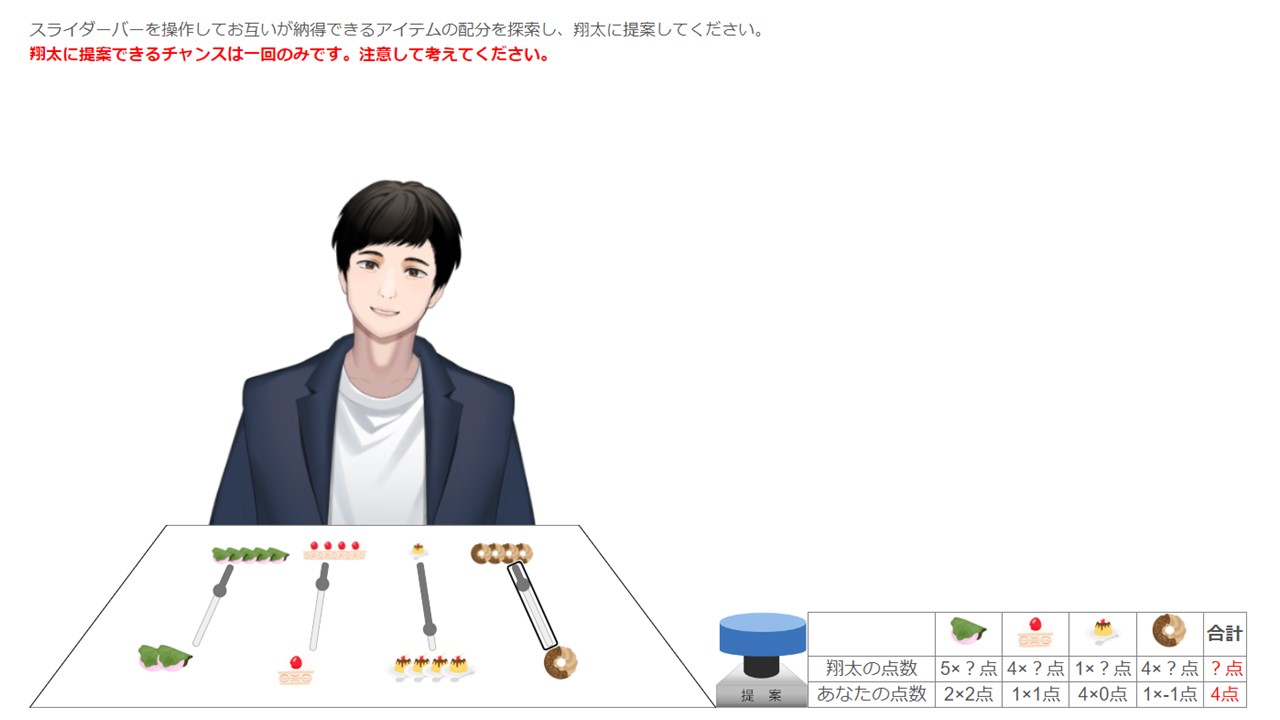 スライダーバーを操作してお互いが納得できるアイテムの配分を探索し、翔太に提案してください。
翔太に提案できるチャンスは一回のみです。注意して考えてください。
合計
翔太の点数 5×？点 4×？点 1×？点 4×？点 ？点
あなたの点数 2×2点 1×1点 4×0点 1×-1点 4点
提 案